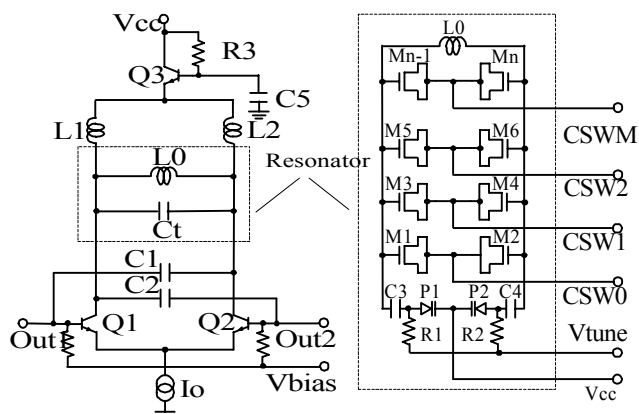 Vcc
R3
Q3
C5
L1
L2
L0
Resonator
Ct
C1
C2
Q1
Q2
Out1
Out2
Io
Vbias
L0
Mn-1
Mn
CSWM
M5
M6
CSW2
M3
M4
CSW1
M1
M2
CSW0
C3
P1
P2
C4
R1
R2
Vtune
Vcc